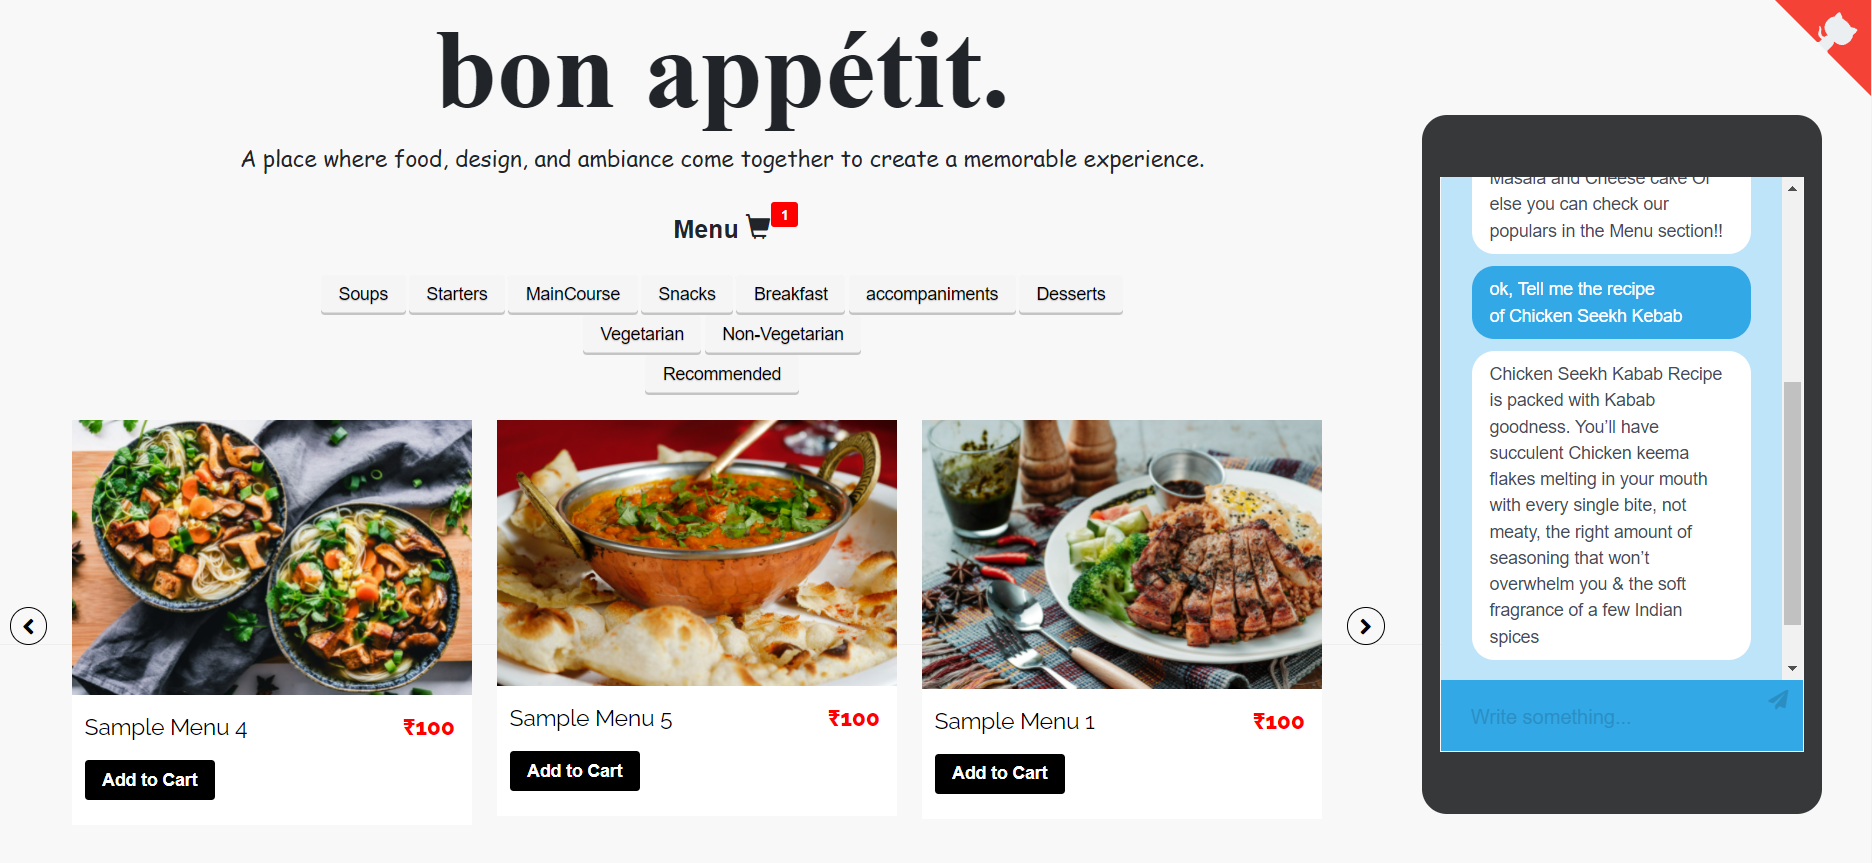 bon appétit.
A place where food, design, and ambiance come together to create a memorable experience.
Menu 1
Soups Starters MainCourse Snacks Breakfast accompaniments Desserts
Vegetarian Non-Vegetarian
Recommended
Sample Menu 4 ₹100
Add to Cart
Sample Menu 5 ₹100
Add to Cart
Sample Menu 1 ₹100
Add to Cart
Masala and Cheese cake Or
else you can check our
populars in the Menu section!!
ok, Tell me the recipe
of Chicken Seekh Kebab
Chicken Seekh Kabab Recipe
is packed with Kabab
goodness. You’ll have
succulent Chicken keema
flakes melting in your mouth
with every single bite, not
meaty, the right amount of
seasoning that won’t
overwhelm you & the soft
fragrance of a few Indian
spices
Write something...